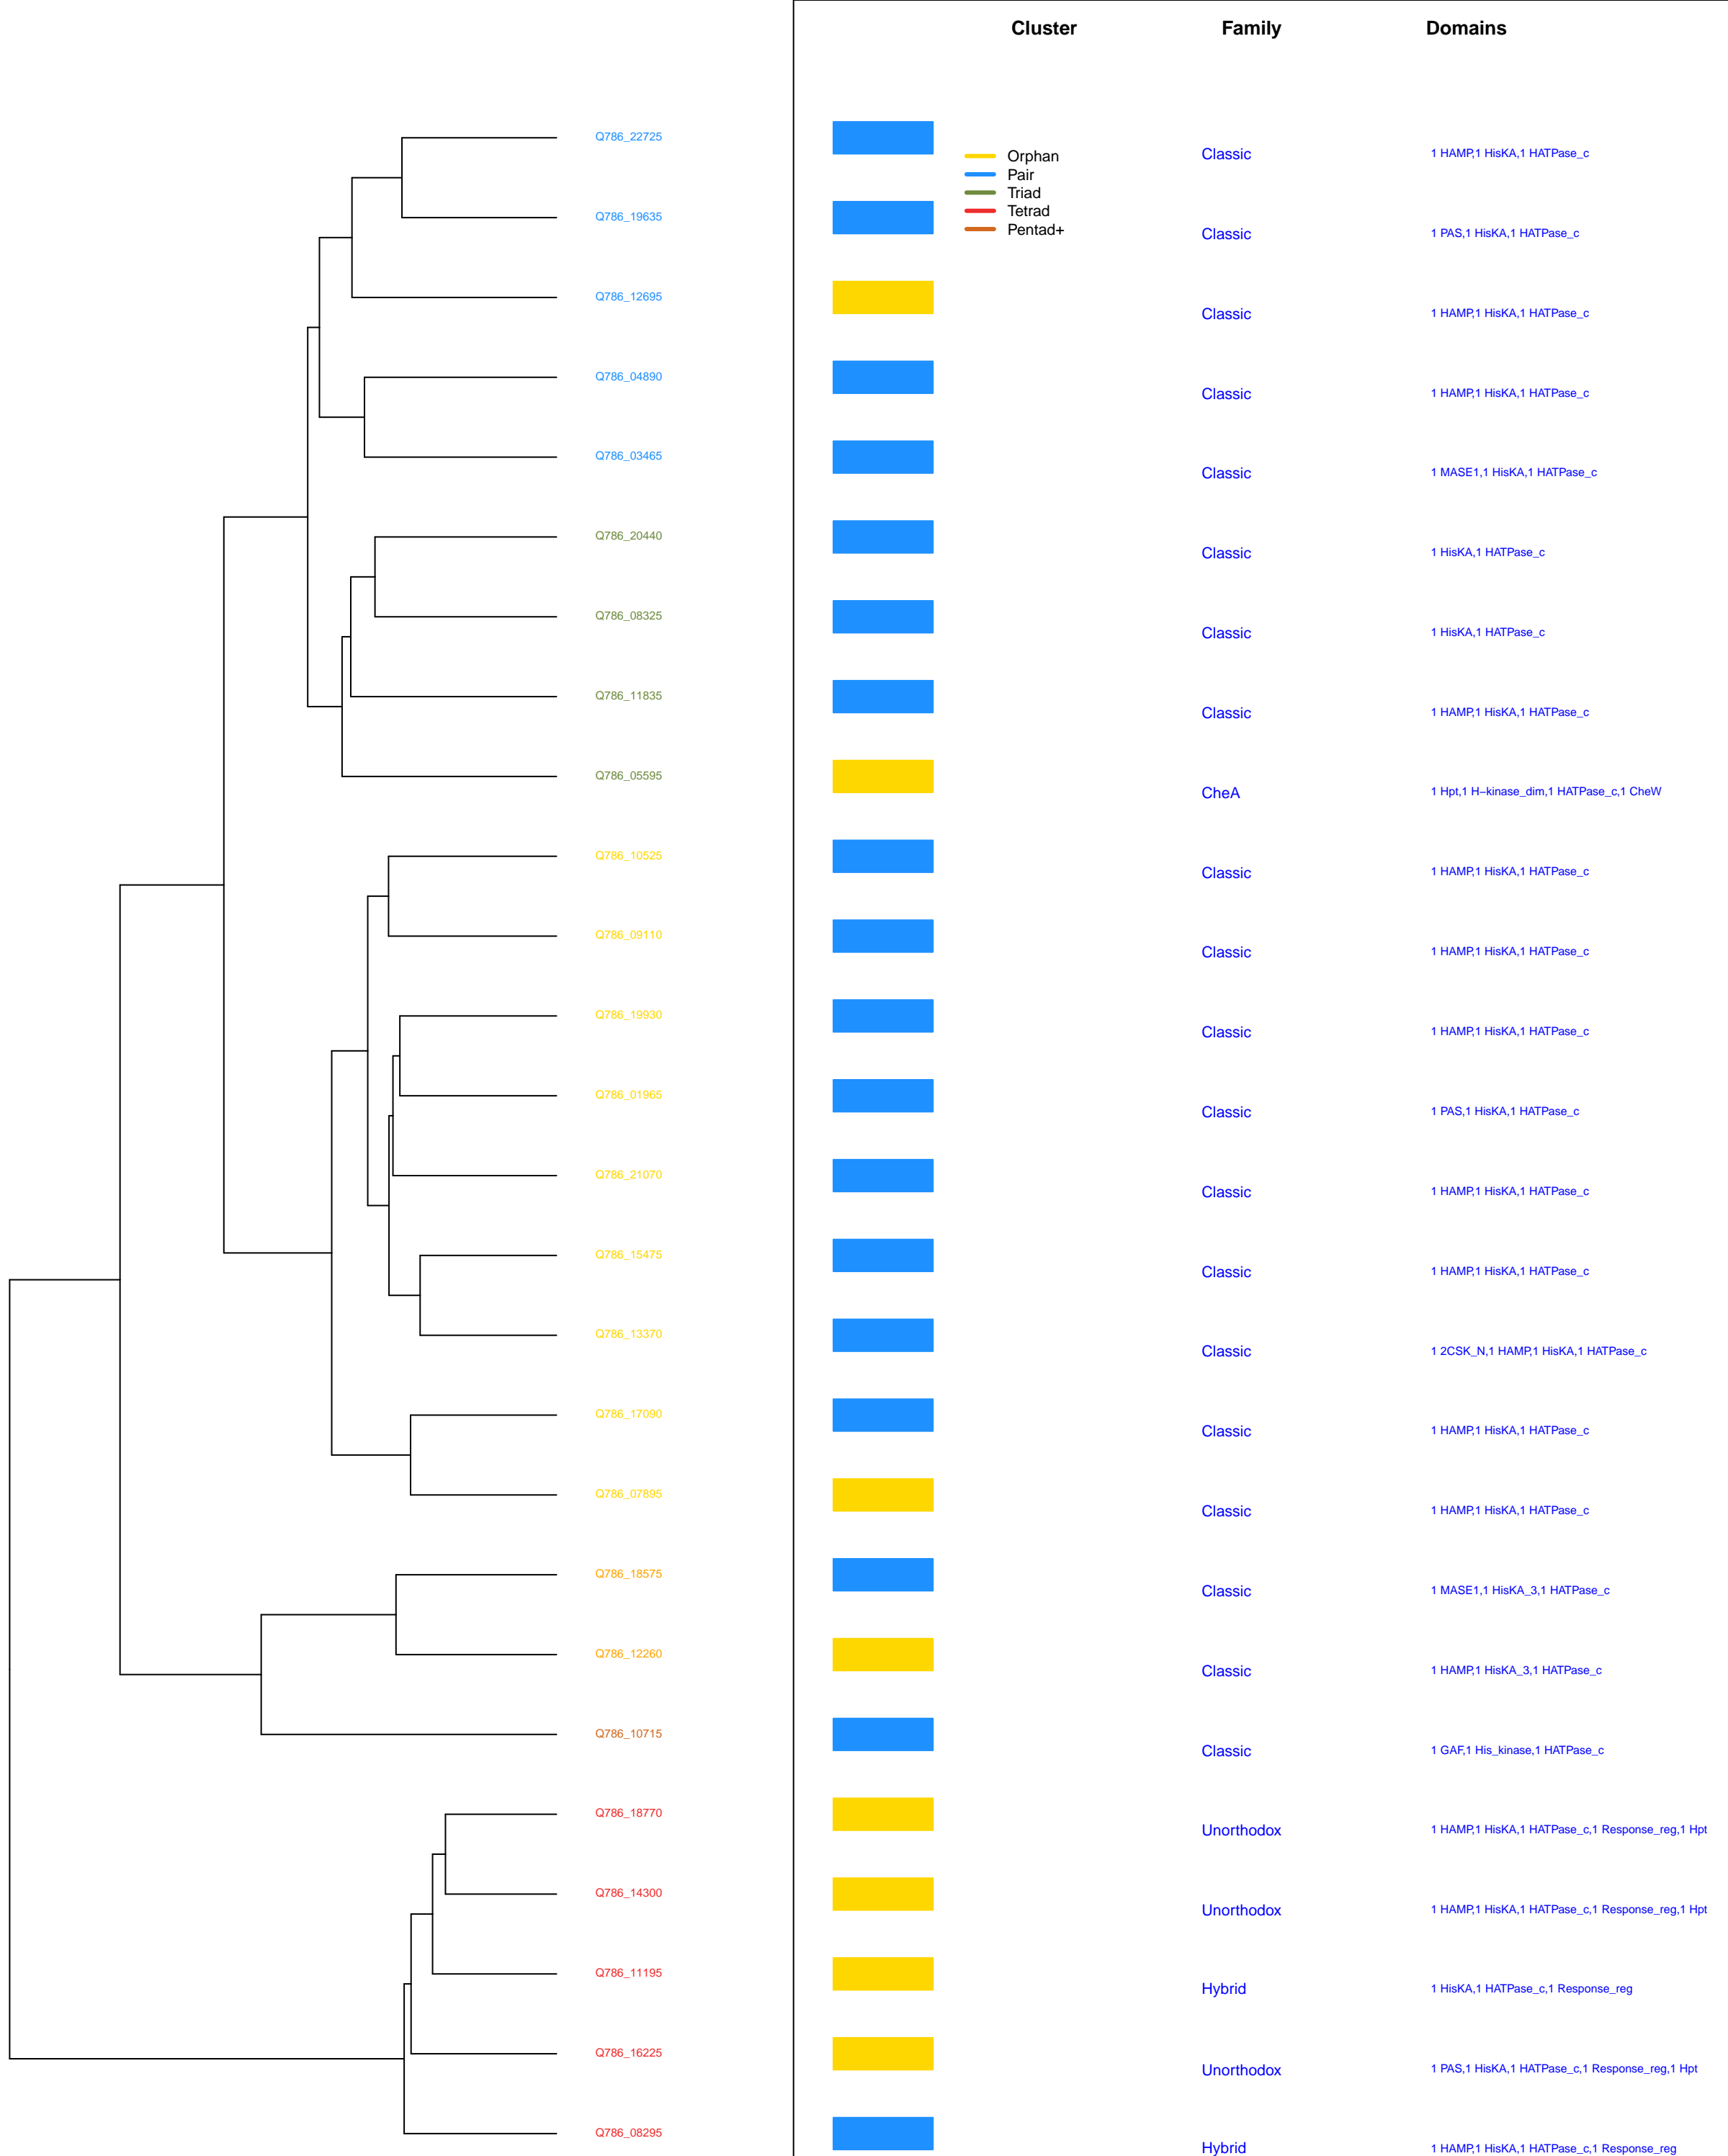 Cluster Family Domains
Q786_22725
Orphan
Classic 1 HAMP,1 HisKA,1 HATPase_c
Pair
Triad
Q786_19635
Tetrad
Pentad+
Classic 1 PAS,1 HisKA,1 HATPase_c
Q786_12695
Classic 1 HAMP,1 HisKA,1 HATPase_c
Q786_04890
Classic 1 HAMP,1 HisKA,1 HATPase_c
Q786_03465
Classic 1 MASE1,1 HisKA,1 HATPase_c
Q786_20440
Classic 1 HisKA,1 HATPase_c
Q786_08325
Classic 1 HisKA,1 HATPase_c
Q786_11835
Classic 1 HAMP,1 HisKA,1 HATPase_c
Q786_05595
CheA 1 Hpt,1 H−kinase_dim,1 HATPase_c,1 CheW
Q786_10525
Classic 1 HAMP,1 HisKA,1 HATPase_c
Q786_09110
Classic 1 HAMP,1 HisKA,1 HATPase_c
Q786_19930
Classic 1 HAMP,1 HisKA,1 HATPase_c
Q786_01965
Classic 1 PAS,1 HisKA,1 HATPase_c
Q786_21070
Classic 1 HAMP,1 HisKA,1 HATPase_c
Q786_15475
Classic 1 HAMP,1 HisKA,1 HATPase_c
Q786_13370
Classic 1 2CSK_N,1 HAMP,1 HisKA,1 HATPase_c
Q786_17090
Classic 1 HAMP,1 HisKA,1 HATPase_c
Q786_07895
Classic 1 HAMP,1 HisKA,1 HATPase_c
Q786_18575
Classic 1 MASE1,1 HisKA_3,1 HATPase_c
Q786_12260
Classic 1 HAMP,1 HisKA_3,1 HATPase_c
Q786_10715
Classic 1 GAF,1 His_kinase,1 HATPase_c
Q786_18770
Unorthodox 1 HAMP,1 HisKA,1 HATPase_c,1 Response_reg,1 Hpt
Q786_14300
Unorthodox 1 HAMP,1 HisKA,1 HATPase_c,1 Response_reg,1 Hpt
Q786_11195
Hybrid 1 HisKA,1 HATPase_c,1 Response_reg
Q786_16225
Unorthodox 1 PAS,1 HisKA,1 HATPase_c,1 Response_reg,1 Hpt
Q786_08295
Hybrid 1 HAMP,1 HisKA,1 HATPase_c,1 Response_reg